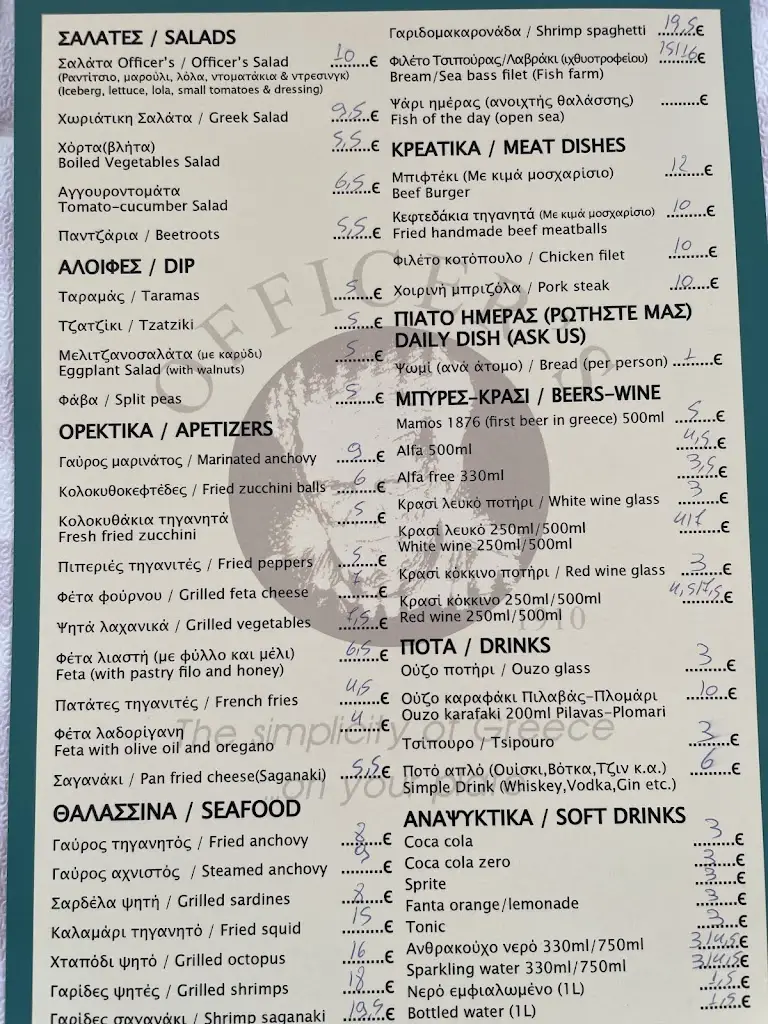 ΣΑΛΑΤΕΣ / SALADS
Σαλάτα Officer's / Officer's Salad 10 ......€
(Ραντίτσιο, μαρούλι, λόλα, ντοματάκια & ντρεσινγκ)
(Iceberg, lettuce, lola, small tomatoes & dressing)
Χωριάτικη Σαλάτα / Greek Salad 9,5 ......€
Χόρτα(βλήτα) 5,5 ......€
Boiled Vegetables Salad
Αγγουροντομάτα 6,5 ......€
Tomato-cucumber Salad
Παντζάρια / Beetroots 5,5 ......€
ΑΛΟΙΦΕΣ / DIP
Ταραμάς / Taramas 5 ......€
Τζατζίκι / Tzatziki 5 ......€
Μελιτζανοσαλάτα (με καρύδι) 5 ......€
Eggplant Salad (with walnuts)
Φάβα / Split peas 5 ......€
ΟΡΕΚΤΙΚΑ / APETIZERS
Γαύρος μαρινάτος / Marinated anchovy 9 ......€
Κολοκυθοκεφτέδες / Fried zucchini balls 6 ......€
Κολοκυθάκια τηγανητά 5 ......€
Fresh fried zucchini
Πιπεριές τηγανιτές / Fried peppers 5 ......€
Φέτα φούρνου / Grilled feta cheese 7 ......€
Ψητά λαχανικά / Grilled vegetables 7,5 ......€
Φέτα λιαστή (με φύλλο και μέλι) 6,5 ......€
Feta (with pastry filo and honey)
Πατάτες τηγανιτές / French fries 4,5 ......€
Φέτα λαδορίγανη 4 ......€
Feta with olive oil and oregano
Σαγανάκι / Pan fried cheese(Saganaki) 5,5 ......€
ΘΑΛΑΣΣΙΝΑ / SEAFOOD
Γαύρος τηγανητός / Fried anchovy 8 ......€
Γαύρος αχνιστός / Steamed anchovy 9 ......€
Σαρδέλα ψητή / Grilled sardines 8 ......€
Καλαμάρι τηγανητό / Fried squid 15 ......€
Χταπόδι ψητό / Grilled octopus 16 ......€
Γαρίδες ψητές / Grilled shrimps 18 ......€
Γαρίδες σαγανάκι / Shrimp saganaki 19,5 ......€
Γαριδομακαρονάδα / Shrimp spaghetti 19,5 ......€
Φιλέτο Τσιπούρας/Λαβράκι (ιχθυοτροφείου) 15/16 ......€
Bream/Sea bass filet (Fish farm)
Ψάρι ημέρας (ανοιχτής θαλάσσης) .........€
Fish of the day (open sea)
ΚΡΕΑΤΙΚΑ / MEAT DISHES
Μπιφτέκι (Με κιμά μοσχαρίσιο) 12 ......€
Beef Burger
Κεφτεδάκια τηγανητά (Με κιμά μοσχαρίσιο) 10 ......€
Fried handmade beef meatballs
Φιλέτο κοτόπουλο / Chicken filet 10 ......€
Χοιρινή μπριζόλα / Pork steak 10 ......€
ΠΙΑΤΟ ΗΜΕΡΑΣ (ΡΩΤΗΣΤΕ ΜΑΣ)
DAILY DISH (ASK US)
Ψωμί (ανά άτομο) / Bread (per person) 1 ......€
ΜΠΥΡΕΣ-ΚΡΑΣΙ / BEERS-WINE
Mamos 1876 (first beer in greece) 500ml 5 ......€
Alfa 500ml 4,5 ......€
Alfa free 330ml 3,5 ......€
Κρασί λευκό ποτήρι / White wine glass 3 ......€
Κρασί λευκό 250ml/500ml 4/7 ......€
White wine 250ml/500ml
Κρασί κόκκινο ποτήρι / Red wine glass 3 ......€
Κρασί κόκκινο 250ml/500ml 4,5/7,5 ......€
Red wine 250ml/500ml
ΠΟΤΑ / DRINKS
Ούζο ποτήρι / Ouzo glass 3 ......€
Ούζο καραφάκι Πιλαβάς-Πλομάρι 10 ......€
Ouzo karafaki 200ml Pilavas-Plomari
Τσίπουρο / Tsipouro 3 ......€
Ποτό απλό (Ουίσκι,Βότκα,Τζιν κ.α.) 6 ......€
Simple Drink (Whiskey,Vodka,Gin etc.)
ΑΝΑΨΥΚΤΙΚΑ / SOFT DRINKS
Coca cola 3 ......€
Coca cola zero 3 ......€
Sprite 3 ......€
Fanta orange/lemonade 3 ......€
Tonic 3 ......€
Ανθρακούχο νερό 330ml/750ml 3/4,5 ......€
Sparkling water 330ml/750ml 3/4,5 ......€
Νερό εμφιαλωμένο (1L) 1,5 ......€
Bottled water (1L) 1,5 ......€
OFFICER'S
1910
The simplicity of Greece
...on your plate